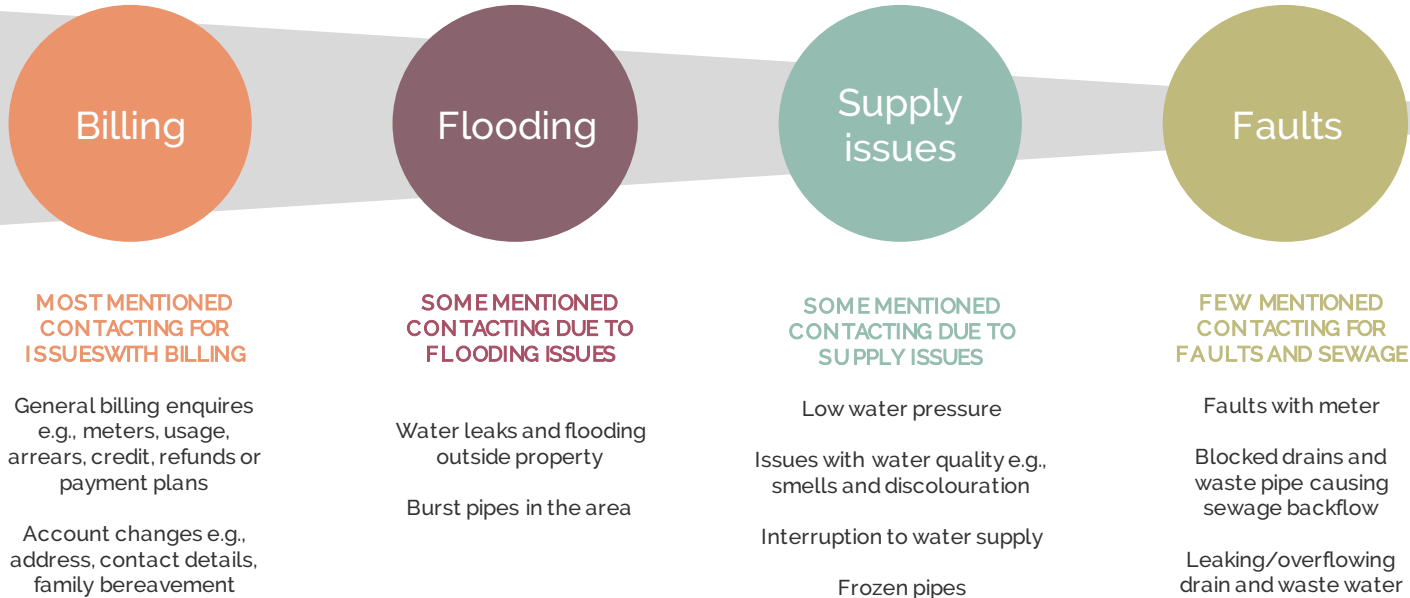 Billing
Flooding
Supply
issues
Faults
MOST MENTIONED
CONTACTING FOR
ISSUESWITH BILLING
General billing enquires
e.g., meters, usage,
arrears, credit, refunds or
payment plans
Account changes e.g.,
address, contact details,
family bereavement
SOME MENTIONED
CONTACTING DUE TO
FLOODING ISSUES
Water leaks and flooding
outside property
Burst pipes in the area
SOME MENTIONED
CONTACTING DUE TO
SUPPLY ISSUES
Low water pressure
Issues with water quality e.g.,
smells and discolouration
Interruption to water supply
Frozen pipes
FEW MENTIONED
CONTACTING FOR
FAULTS AND SEWAGE
Faults with meter
Blocked drains and
waste pipe causing
sewage backflow
Leaking/overflowing
drain and waste water